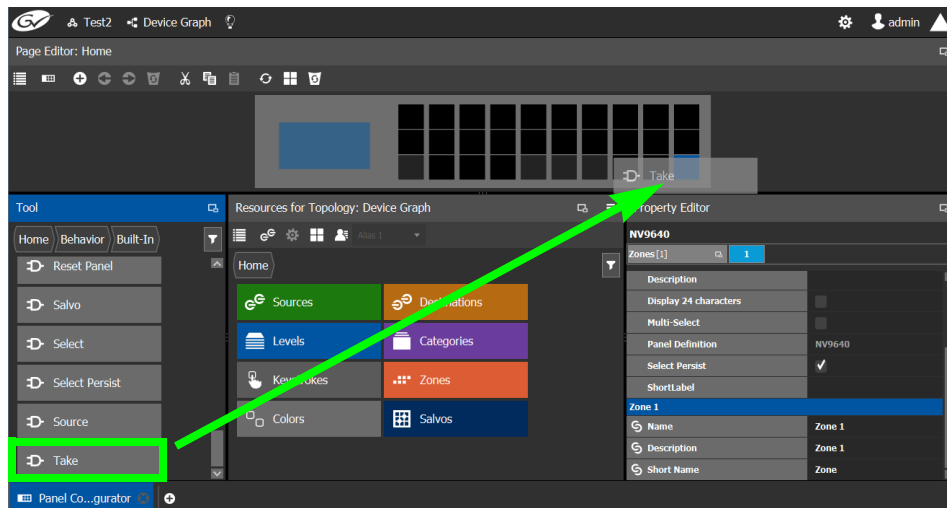 GV Test2 Device Graph admin
Page Editor: Home
Take
Tool
Home Behavior Built-In
Reset Panel
Salvo
Select
Select Persist
Source
Take
Resources for Topology: Device Graph
Alias 1
Home
Sources
Levels
Categories
Zones
Colors
Salvos
Property Editor
NV9640
Zones [1] 1
Description
Display 24 characters
Multi-Select
Panel Definition NV9640
Select Persist
ShortLabel
Zone 1
Name Zone 1
Description Zone 1
Short Name Zone
Panel Co...gurator